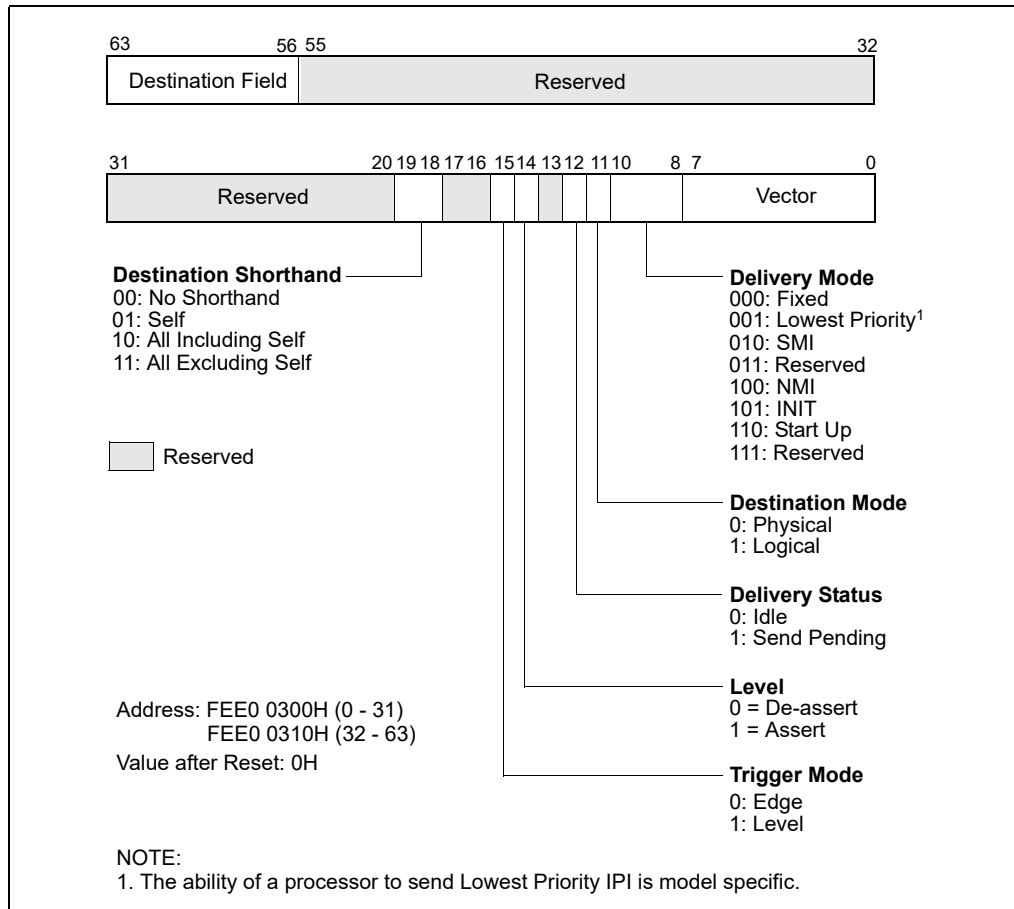 63 56 55 32
Destination Field Reserved
31 20 19 18 17 16 15 14 13 12 11 10 8 7 0
Reserved Vector
Destination Shorthand
00: No Shorthand
01: Self
10: All Including Self
11: All Excluding Self
Reserved
Delivery Mode
000: Fixed
001: Lowest Priority¹
010: SMI
011: Reserved
100: NMI
101: INIT
110: Start Up
111: Reserved
Destination Mode
0: Physical
1: Logical
Delivery Status
0: Idle
1: Send Pending
Level
0 = De-assert
1 = Assert
Trigger Mode
0: Edge
1: Level
Address: FEE0 0300H (0 - 31)
FEE0 0310H (32 - 63)
Value after Reset: 0H
NOTE:
1. The ability of a processor to send Lowest Priority IPI is model specific.